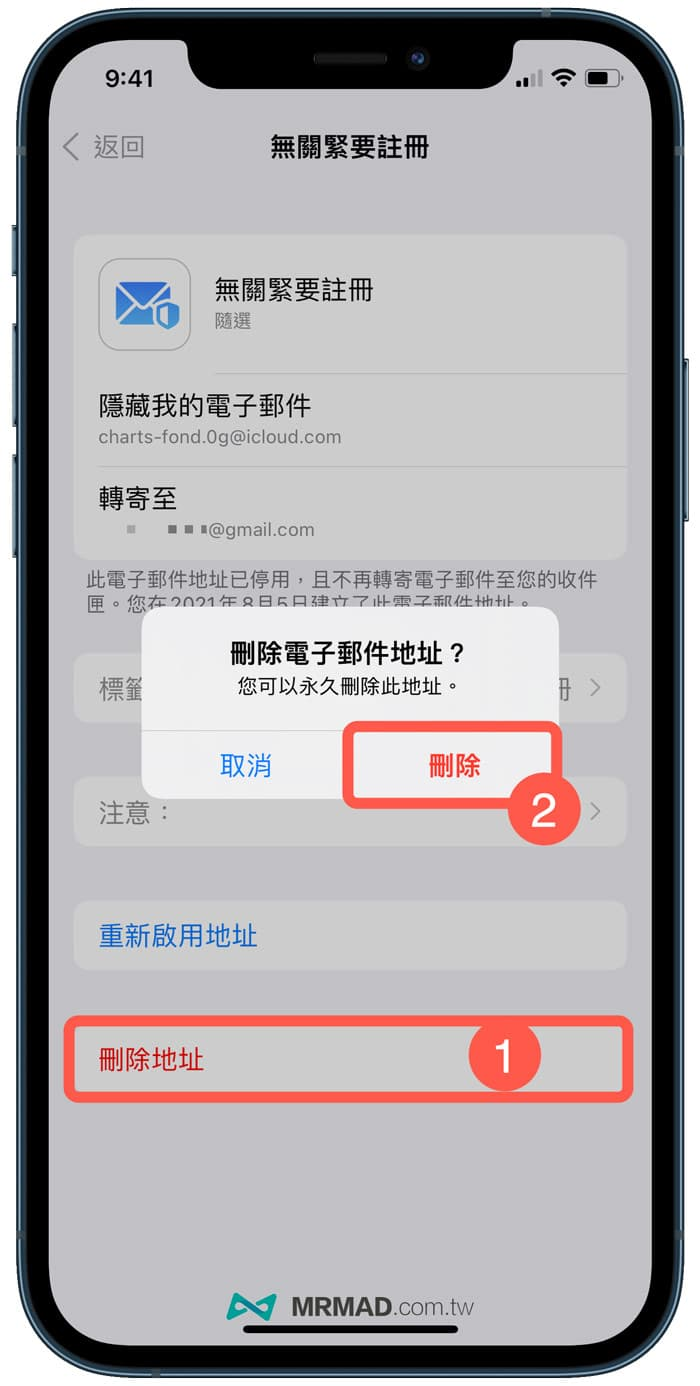 9:41
返回
無關緊要註冊
無關緊要註冊
隨選
隱藏我的電子郵件
charts-fond.0g@icloud.com
轉寄至
@gmail.com
此電子郵件地址已停用，且不再轉寄電子郵件至您的收件
匣。您在2021年8月5日建立了此電子郵件地址。
刪除電子郵件地址？
您可以永久刪除此地址。
標籤
冊
取消
刪除
2
注意：
重新啟用地址
刪除地址
1
MRMAD.com.tw